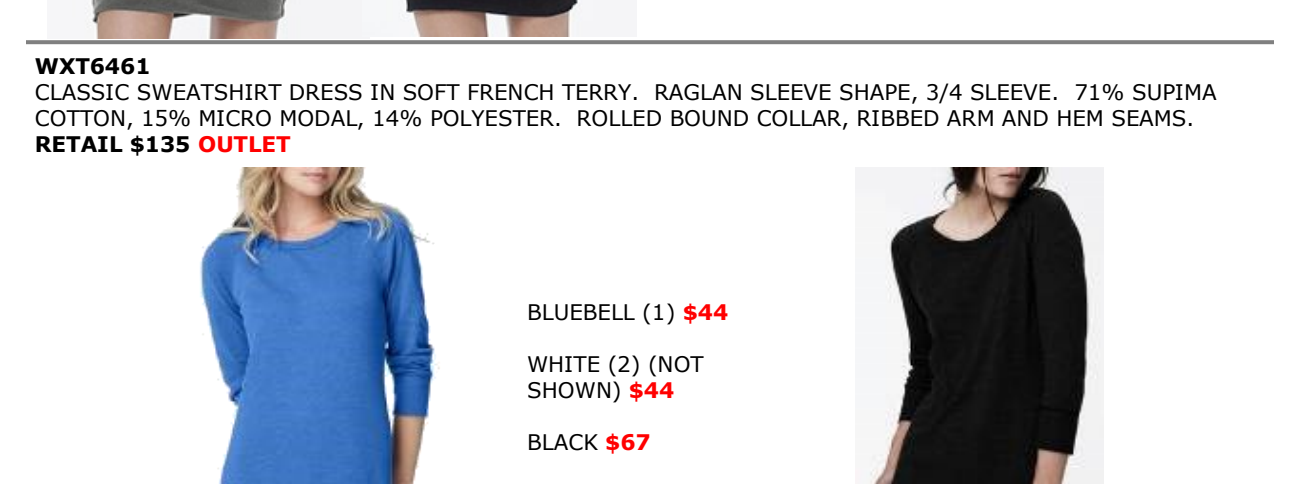 WXT6461
CLASSIC SWEATSHIRT DRESS IN SOFT FRENCH TERRY.  RAGLAN SLEEVE SHAPE, 3/4 SLEEVE.  71% SUPIMA
COTTON, 15% MICRO MODAL, 14% POLYESTER.  ROLLED BOUND COLLAR, RIBBED ARM AND HEM SEAMS.
RETAIL $135 OUTLET
BLUEBELL (1) $44
WHITE (2) (NOT
SHOWN) $44
BLACK $67